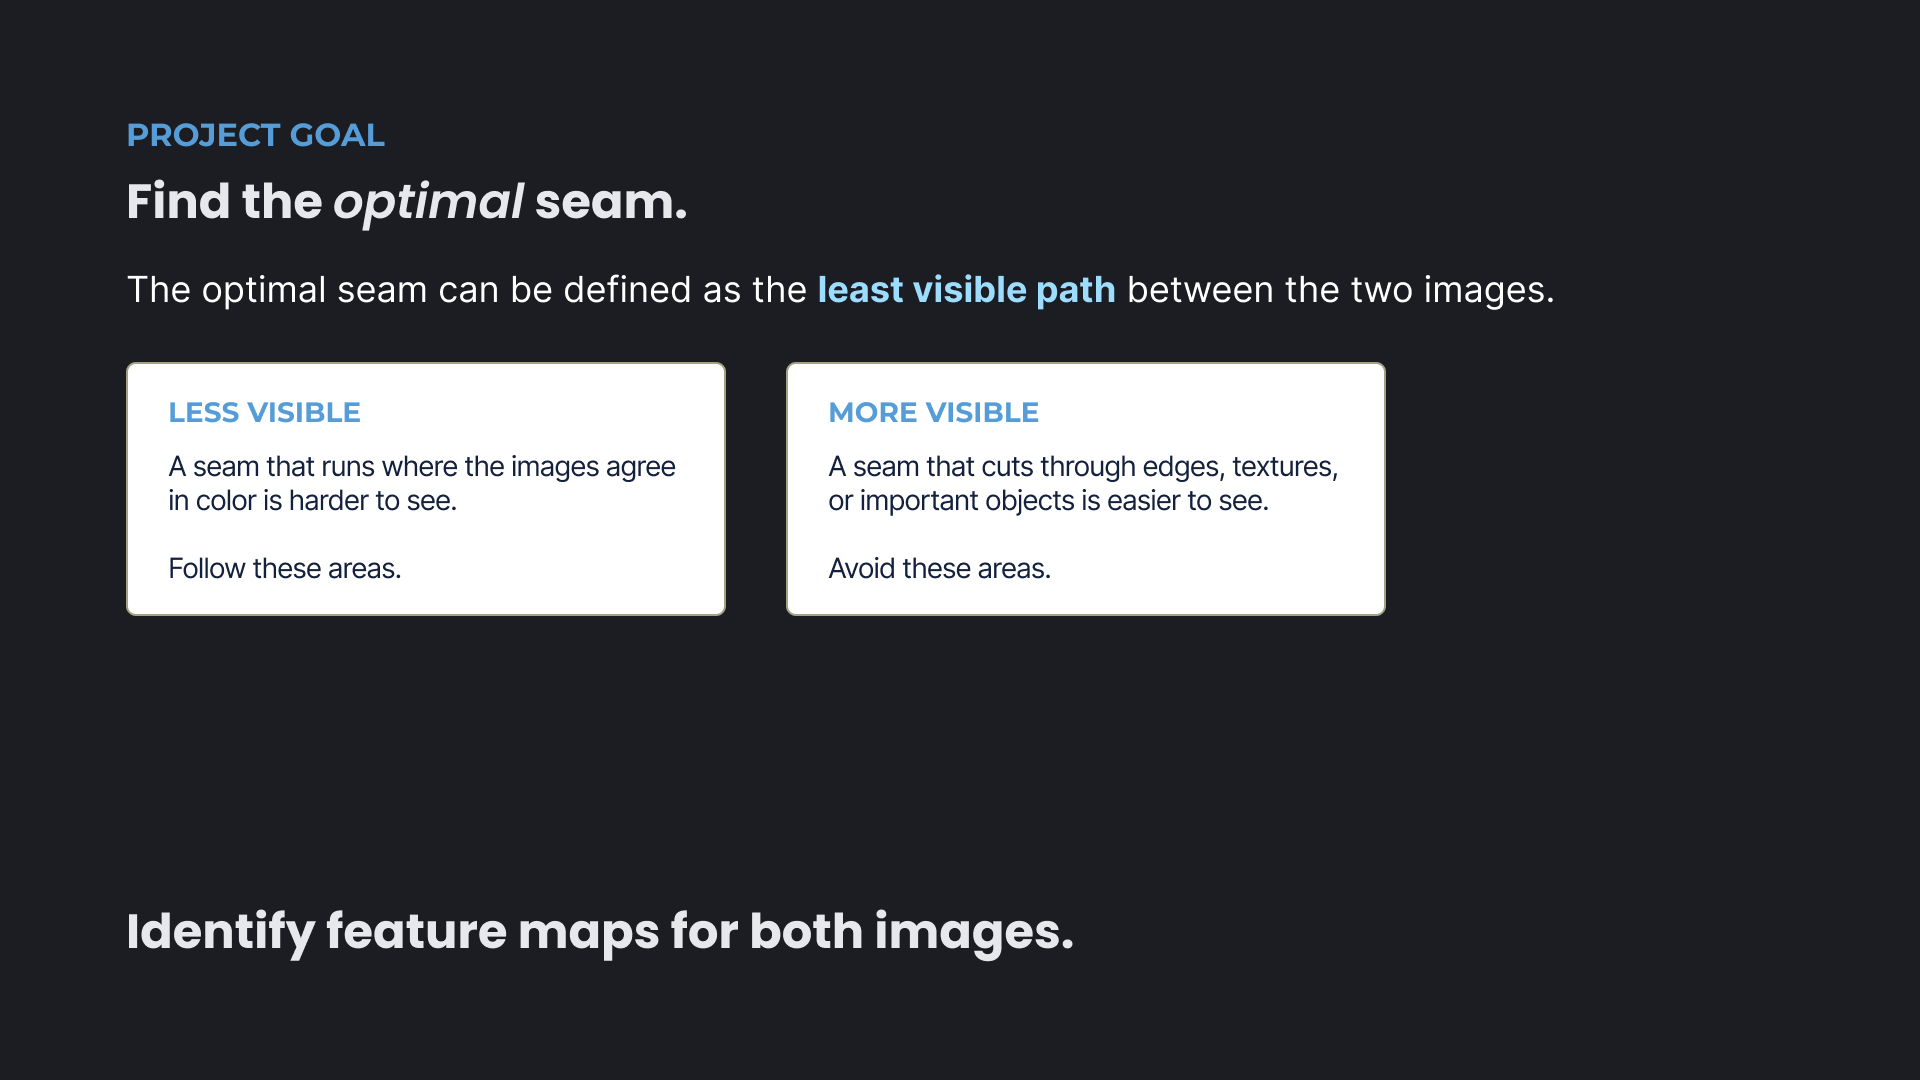 PROJECT GOAL
Find the optimal seam.
The optimal seam can be defined as the least visible path between the two images.
LESS VISIBLE
A seam that runs where the images agree
in color is harder to see.
Follow these areas.
MORE VISIBLE
A seam that cuts through edges, textures,
or important objects is easier to see.
Avoid these areas.
Identify feature maps for both images.